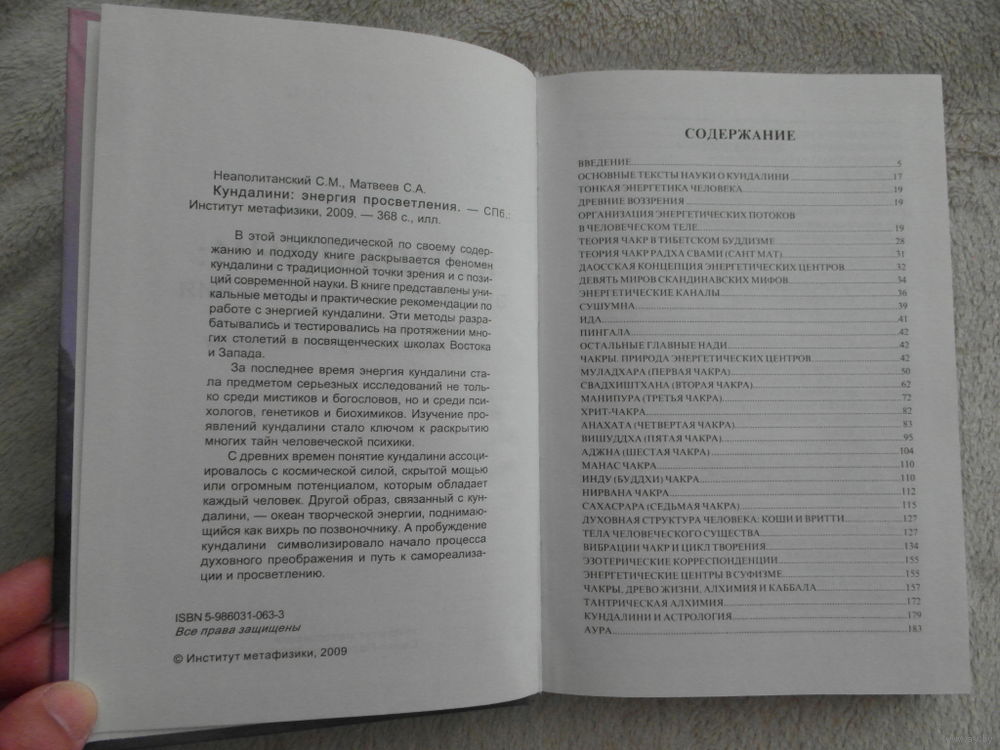 Неаполитанский С.М., Матвеев С.А.
Кундалини: энергия просветления. — СПб.:
Институт метафизики, 2009. — 368 с., илл.
В этой энциклопедической по своему содер-
жанию и подходу книге раскрывается феномен
кундалини с традиционной точки зрения и с пози-
ций современной науки. В книге представлены уни-
кальные методы и практические рекомендации по
работе с энергией кундалини. Эти методы разра-
батывались и тестировались на протяжении мно-
гих столетий в посвященческих школах Востока
и Запада.
За последнее время энергия кундалини ста-
ла предметом серьезных исследований не толь-
ко среди мистиков и богословов, но и среди пси-
хологов, генетиков и биохимиков. Изучение про-
явлений кундалини стало ключом к раскрытию
многих тайн человеческой психики.
С древних времен понятие кундалини ассоци-
ировалось с космической силой, скрытой мощью
или огромным потенциалом, которым обладает
каждый человек. Другой образ, связанный с кун-
далини, — океан творческой энергии, поднимаю-
щийся как вихрь по позвоночнику. А пробуждение
кундалини символизировало начало процесса
духовного преображения и путь к самореализа-
ции и просветлению.
ISBN 5-986031-063-3
Все права защищены
© Институт метафизики, 2009
СОДЕРЖАНИЕ
ВВЕДЕНИЕ 5
ОСНОВНЫЕ ТЕКСТЫ НАУКИ О КУНДАЛИНИ 17
ТОНКАЯ ЭНЕРГЕТИКА ЧЕЛОВЕКА 19
ДРЕВНИЕ ВОЗЗРЕНИЯ 19
ОРГАНИЗАЦИЯ ЭНЕРГЕТИЧЕСКИХ ПОТОКОВ
В ЧЕЛОВЕЧЕСКОМ ТЕЛЕ 19
ТЕОРИЯ ЧАКР В ТИБЕТСКОМ БУДДИЗМЕ 28
ТЕОРИЯ ЧАКР РАДХА СВАМИ (САНТ МАТ) 31
ДАОССКАЯ КОНЦЕПЦИЯ ЭНЕРГЕТИЧЕСКИХ ЦЕНТРОВ 32
ДЕВЯТЬ МИРОВ СКАНДИНАВСКИХ МИФОВ 34
ЭНЕРГЕТИЧЕСКИЕ КАНАЛЫ 36
СУШУМНА 39
ИДА 41
ПИНГАЛА 42
ОСТАЛЬНЫЕ ГЛАВНЫЕ НАДИ 42
ЧАКРЫ. ПРИРОДА ЭНЕРГЕТИЧЕСКИХ ЦЕНТРОВ 42
МУЛАДХАРА (ПЕРВАЯ ЧАКРА) 50
СВАДХИШТХАНА (ВТОРАЯ ЧАКРА) 62
МАНИПУРА (ТРЕТЬЯ ЧАКРА) 72
ХРИТ-ЧАКРА 82
АНАХАТА (ЧЕТВЕРТАЯ ЧАКРА) 83
ВИШУДДХА (ПЯТАЯ ЧАКРА) 95
АДЖНА (ШЕСТАЯ ЧАКРА) 104
МАНАС ЧАКРА 110
ИНДУ (БУДДХИ) ЧАКРА 110
НИРВАНА ЧАКРА 112
САХАСРАРА (СЕДЬМАЯ ЧАКРА) 115
ДУХОВНАЯ СТРУКТУРА ЧЕЛОВЕКА: КОШИ И ВРИТТИ 127
ТЕЛА ЧЕЛОВЕЧЕСКОГО СУЩЕСТВА 127
ВИБРАЦИИ ЧАКР И ЦИКЛ ТВОРЕНИЯ 134
ЭЗОТЕРИЧЕСКИЕ КОРРЕСПОНДЕНЦИИ 155
ЭНЕРГЕТИЧЕСКИЕ ЦЕНТРЫ В СУФИЗМЕ 155
ЧАКРЫ, ДРЕВО ЖИЗНИ, АЛХИМИЯ И КАББАЛА 157
ТАНТРИЧЕСКАЯ АЛХИМИЯ 172
КУНДАЛИНИ И АСТРОЛОГИЯ 179
АУРА 183